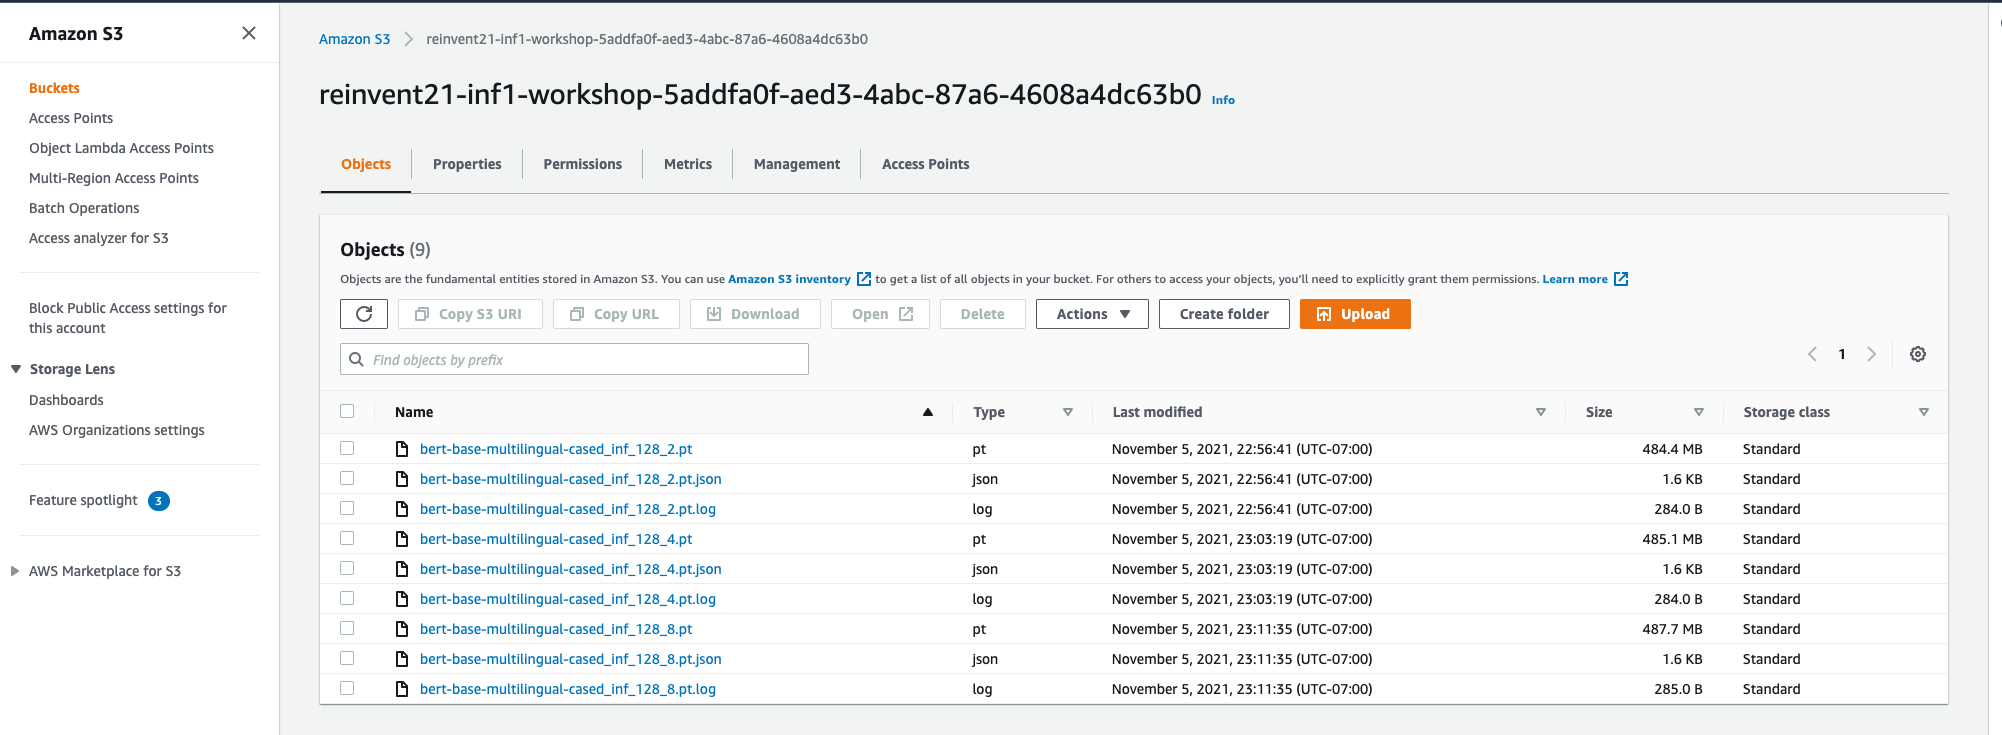 Amazon S3
Buckets
Access Points
Object Lambda Access Points
Multi-Region Access Points
Batch Operations
Access analyzer for S3
Block Public Access settings for
this account
Storage Lens
Dashboards
AWS Organizations settings
Feature spotlight 3
AWS Marketplace for S3
Amazon S3 reinvent21-inf1-workshop-5addfa0f-aed3-4abc-87a6-4608a4dc63b0
reinvent21-inf1-workshop-5addfa0f-aed3-4abc-87a6-4608a4dc63b0 Info
Objects Properties Permissions Metrics Management Access Points
Objects (9)
Objects are the fundamental entities stored in Amazon S3. You can use Amazon S3 inventory to get a list of all objects in your bucket. For others to access your objects, you'll need to explicitly grant them permissions. Learn more
Copy S3 URI Copy URL Download Open Delete Actions Create folder Upload
Find objects by prefix 1
Name Type Last modified Size Storage class
bert-base-multilingual-cased_inf_128_2.pt pt November 5, 2021, 22:56:41 (UTC-07:00) 484.4 MB Standard
bert-base-multilingual-cased_inf_128_2.pt.json json November 5, 2021, 22:56:41 (UTC-07:00) 1.6 KB Standard
bert-base-multilingual-cased_inf_128_2.pt.log log November 5, 2021, 22:56:41 (UTC-07:00) 284.0 B Standard
bert-base-multilingual-cased_inf_128_4.pt pt November 5, 2021, 23:03:19 (UTC-07:00) 485.1 MB Standard
bert-base-multilingual-cased_inf_128_4.pt.json json November 5, 2021, 23:03:19 (UTC-07:00) 1.6 KB Standard
bert-base-multilingual-cased_inf_128_4.pt.log log November 5, 2021, 23:03:19 (UTC-07:00) 284.0 B Standard
bert-base-multilingual-cased_inf_128_8.pt pt November 5, 2021, 23:11:35 (UTC-07:00) 487.7 MB Standard
bert-base-multilingual-cased_inf_128_8.pt.json json November 5, 2021, 23:11:35 (UTC-07:00) 1.6 KB Standard
bert-base-multilingual-cased_inf_128_8.pt.log log November 5, 2021, 23:11:35 (UTC-07:00) 285.0 B Standard